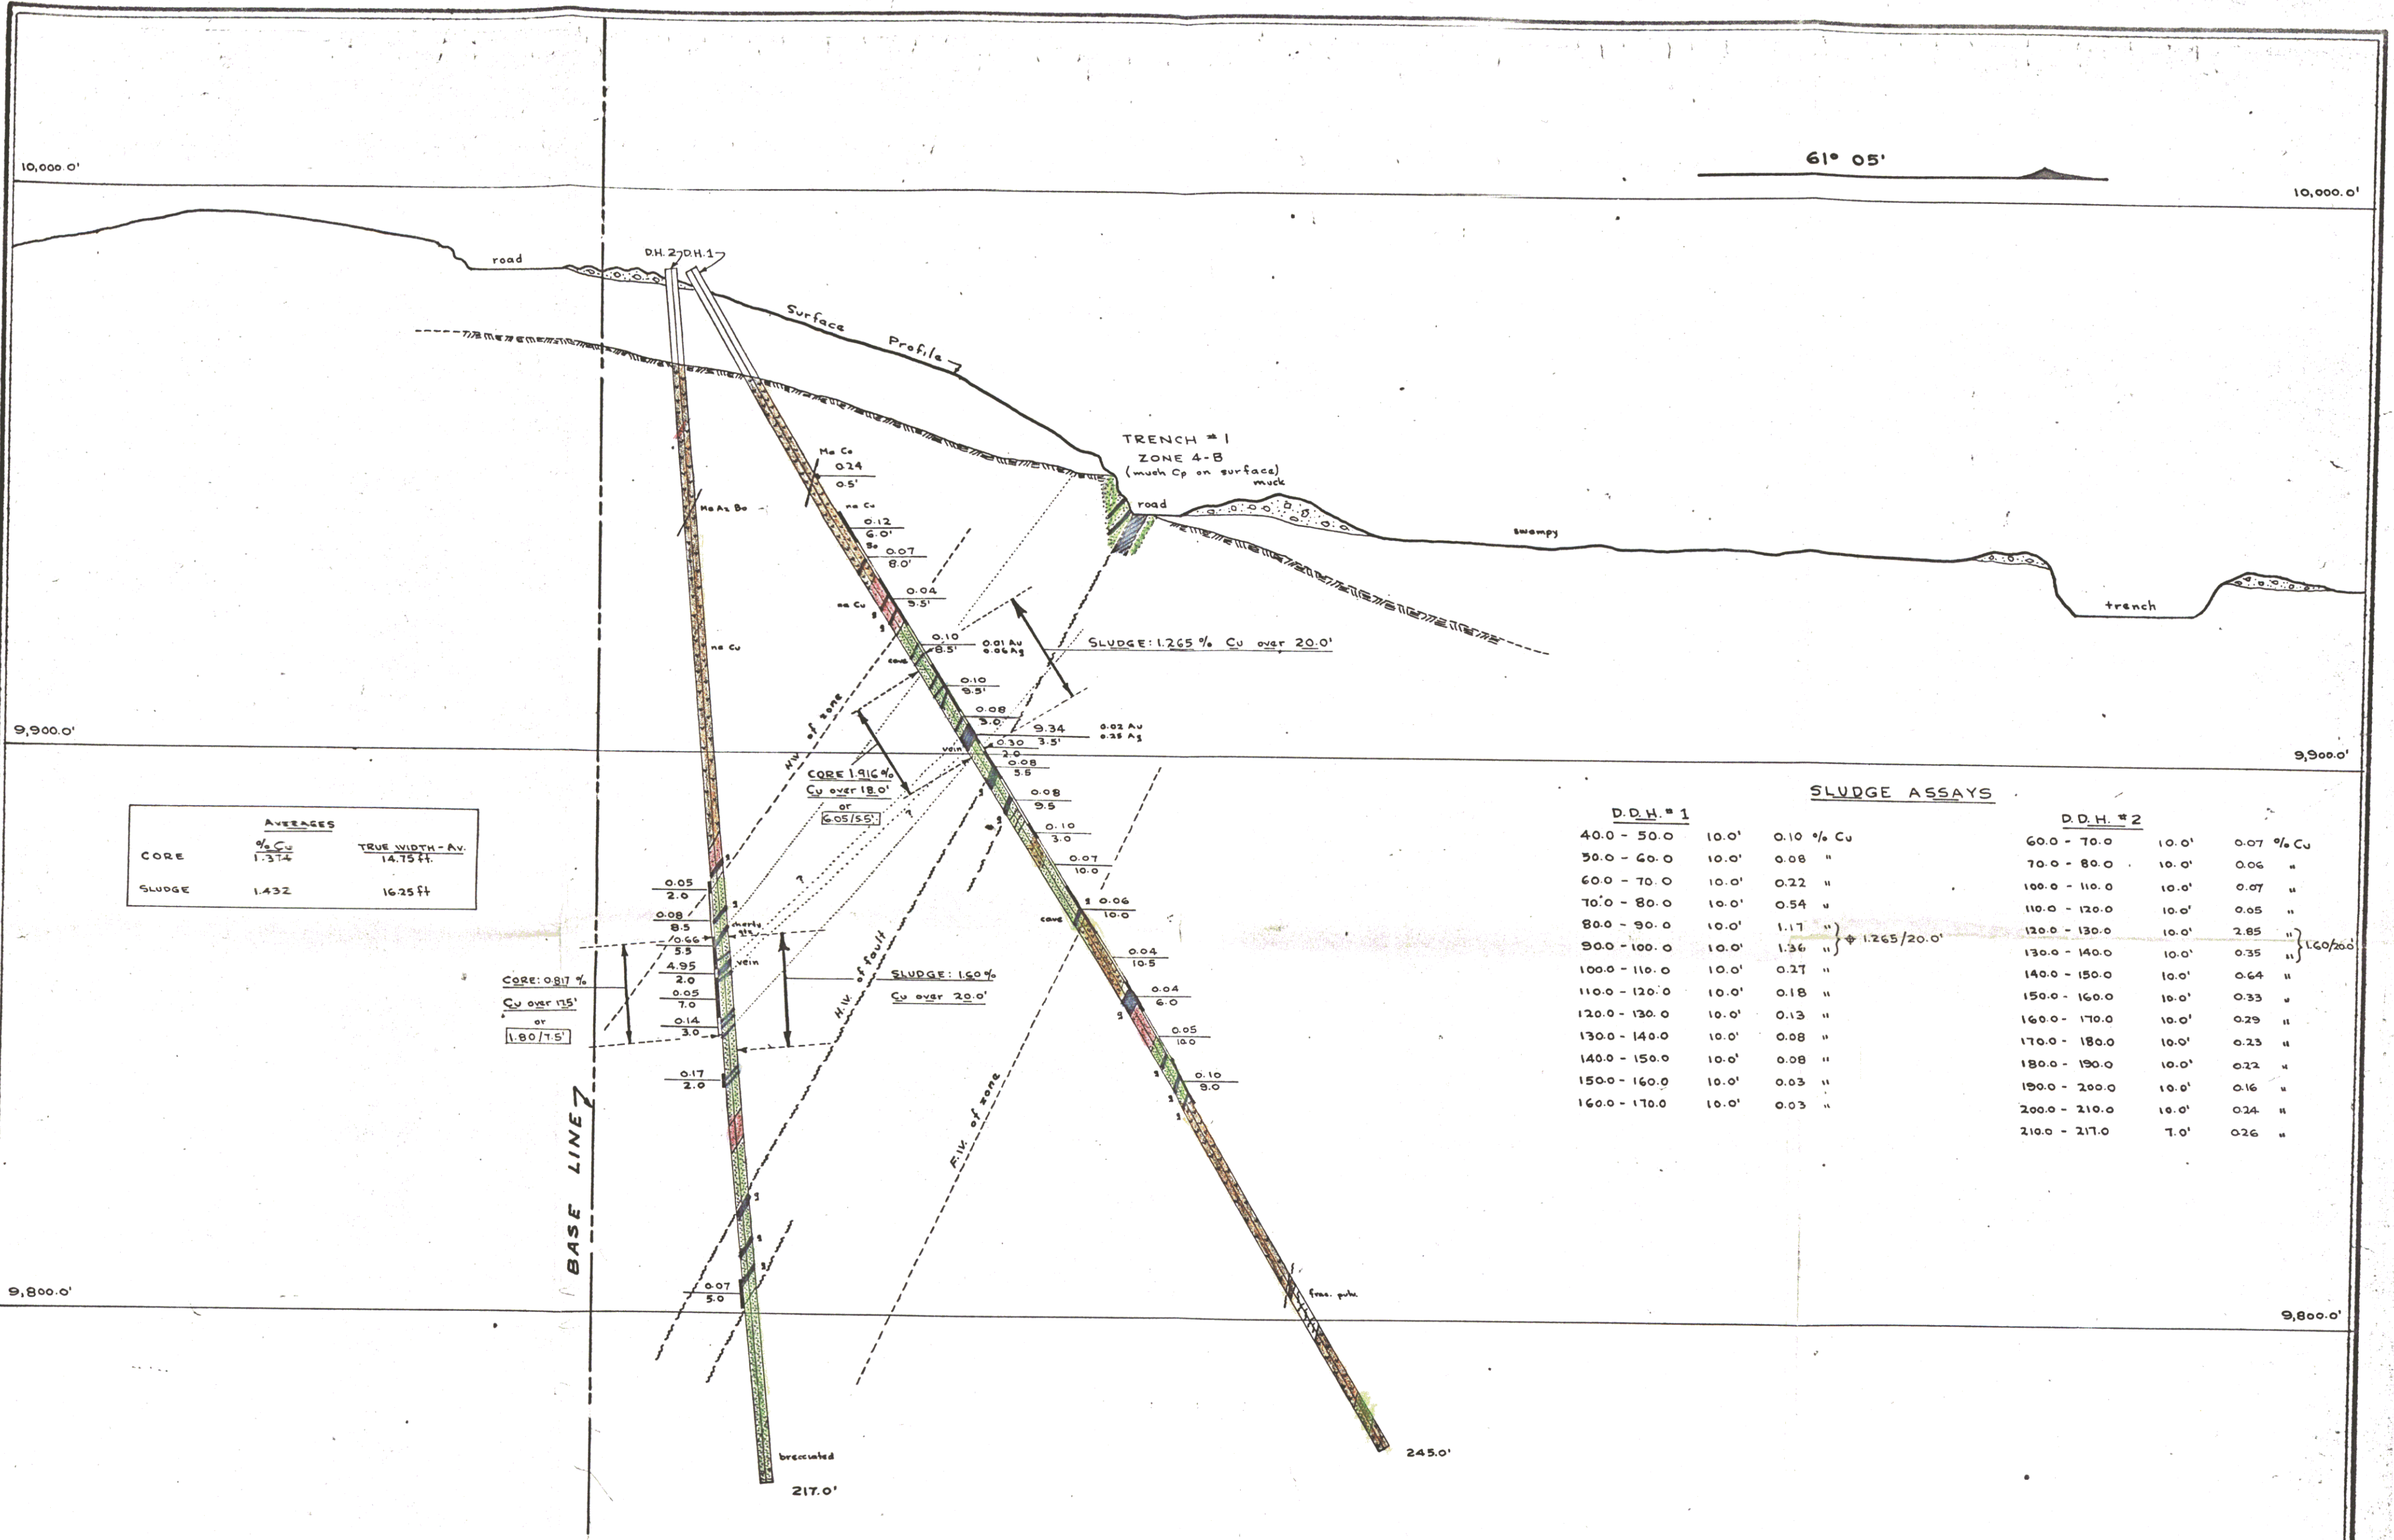 61° 05'
10,000.0'
10,000.0'
D.H. 2
D.H. 1
road
Surface
Profile
TRENCH #1
ZONE 4-B
(much Cp on surface)
muck
road
swampy
trench
Ma Co
0.24
0.5'
no Cu
0.12
6.0'
Bo
0.07
8.0'
Ma Az Bo
no Cu
0.04
9.5'
no Cu
g
g
0.10
8.5'
0.01 Au
0.06 Ag
cave
SLUDGE: 1.265 % Cu over 20.0'
0.10
9.5'
H.W. of zone
0.08
3.0
9.34
3.5'
0.02 Au
0.25 Ag
vein
0.30
2.0
9,900.0'
9,900.0'
0.08
5.5
CORE 1.916 %
Cu over 18.0'
or
6.05/5.5'
?
g
0.08
9.5
g
0.10
3.0
0.07
10.0
AVERAGES
% Cu
TRUE WIDTH - AV.
CORE 1.374 14.75 ft.
SLUDGE 1.432 16.25 ft
g
?
0.05
2.0
g
0.08
8.5
cherty
qtz
0.66
5.5
4.95
2.0
vein
0.05
7.0
0.14
3.0
0.17
2.0
CORE: 0.817 %
Cu over 17.5'
or
1.80/7.5'
SLUDGE: 1.60 %
Cu over 20.0'
H.W. of fault
F.W. of zone
g
0.06
10.0
cave
0.04
10.5
0.04
6.0
g
0.05
10.0
g
0.10
9.0
g
BASE LINE
g
g
g
0.07
5.0
9,800.0'
9,800.0'
brecciated
217.0'
245.0'
SLUDGE ASSAYS
D.D.H. #1
40.0 - 50.0 10.0' 0.10 % Cu
50.0 - 60.0 10.0' 0.08 "
60.0 - 70.0 10.0' 0.22 "
70.0 - 80.0 10.0' 0.54 "
80.0 - 90.0 10.0' 1.17 "
90.0 - 100.0 10.0' 1.36 "
1.265/20.0'
100.0 - 110.0 10.0' 0.27 "
110.0 - 120.0 10.0' 0.18 "
120.0 - 130.0 10.0' 0.13 "
130.0 - 140.0 10.0' 0.08 "
140.0 - 150.0 10.0' 0.08 "
150.0 - 160.0 10.0' 0.03 "
160.0 - 170.0 10.0' 0.03 "
D.D.H. #2
60.0 - 70.0 10.0' 0.07 % Cu
70.0 - 80.0 10.0' 0.06 "
100.0 - 110.0 10.0' 0.07 "
110.0 - 120.0 10.0' 0.05 "
120.0 - 130.0 10.0' 2.85 "
130.0 - 140.0 10.0' 0.35 "
1.60/20.0'
140.0 - 150.0 10.0' 0.64 "
150.0 - 160.0 10.0' 0.33 "
160.0 - 170.0 10.0' 0.29 "
170.0 - 180.0 10.0' 0.23 "
180.0 - 190.0 10.0' 0.22 "
190.0 - 200.0 10.0' 0.16 "
200.0 - 210.0 10.0' 0.24 "
210.0 - 217.0 7.0' 0.26 "